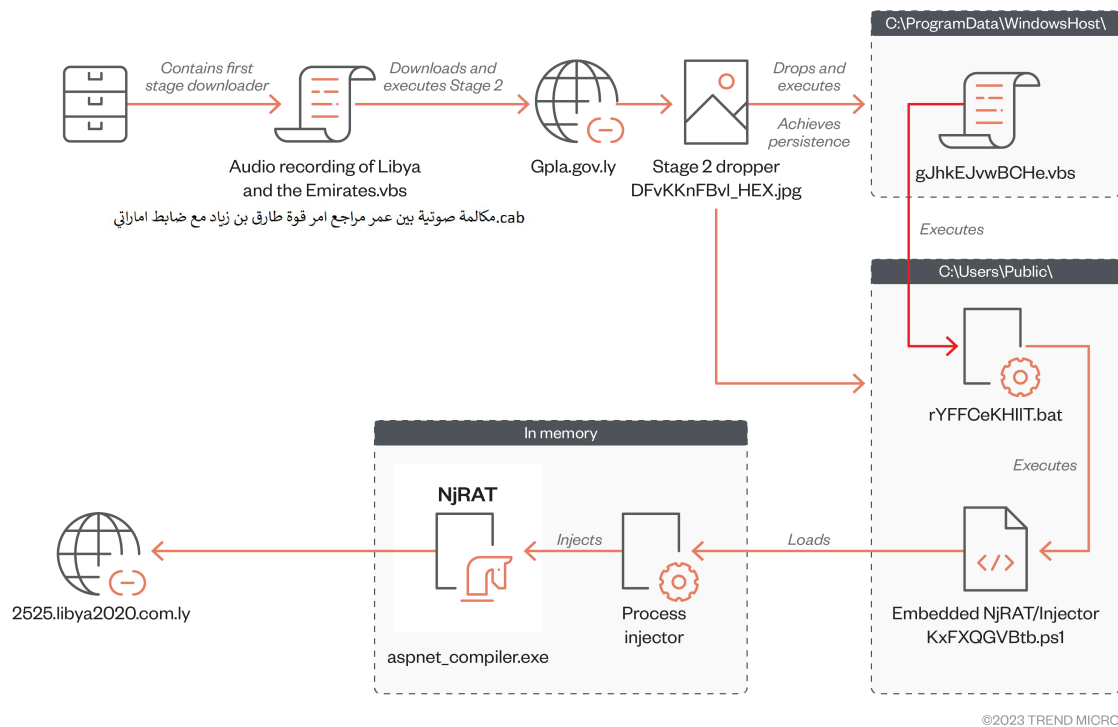 C:\ProgramData\WindowsHost\
Contains first
stage downloader
Downloads and
executes Stage 2
Drops and
executes
Achieves
persistence
Audio recording of Libya
and the Emirates.vbs
مكالمة صوتية بين عمر مراجع امر قوة طارق بن زياد مع ضابط اماراتي.cab
Gpla.gov.ly
Stage 2 dropper
DFvKKnFBvI_HEX.jpg
gJhkEJvwBCHe.vbs
Executes
C:\Users\Public\
rYFFCeKHIIT.bat
Executes
In memory
NjRAT
Injects
Loads
2525.libya2020.com.ly
aspnet_compiler.exe
Process
injector
Embedded NjRAT/Injector
KxFXQGVBtb.ps1
©2023 TREND MICRO